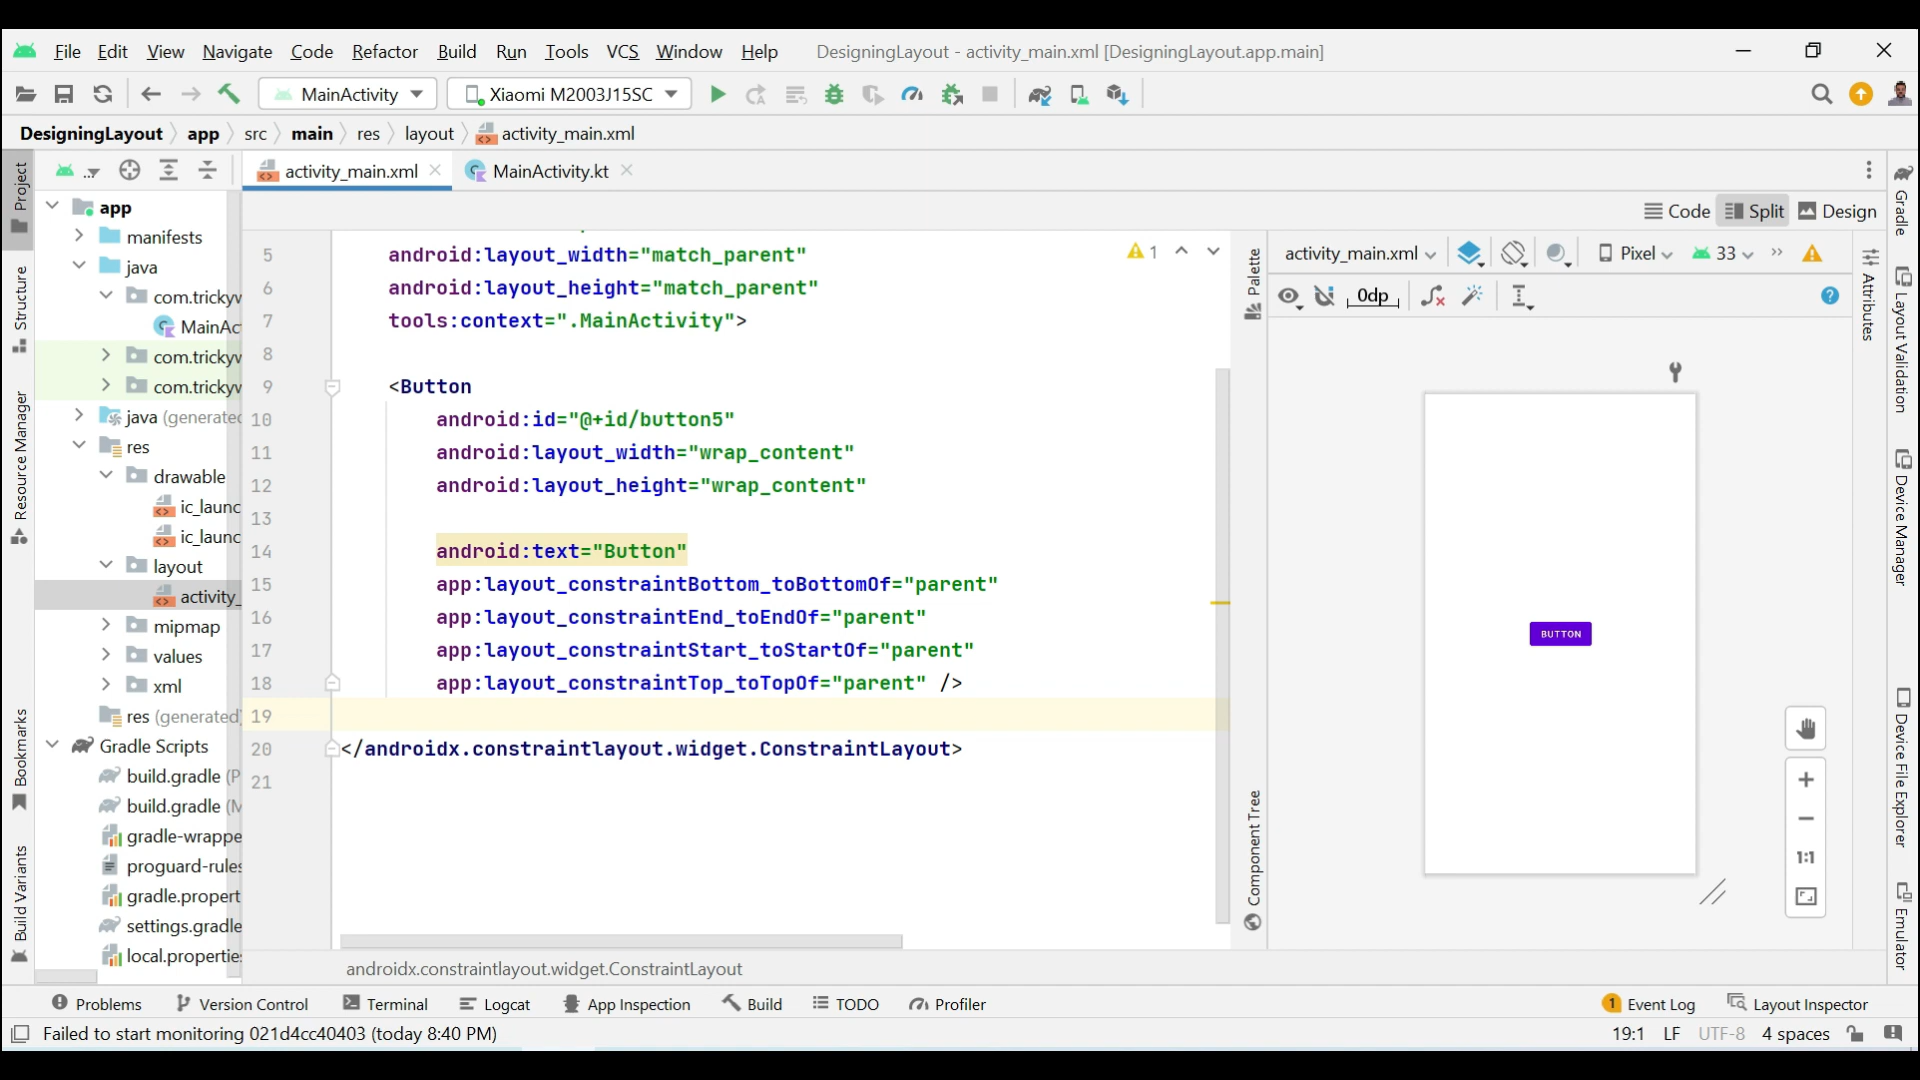 File Edit View Navigate Code Refactor Build Run Tools VCS Window Help DesigningLayout - activity_main.xml [DesigningLayout.app.main]
MainActivity Xiaomi M2003J15SC
DesigningLayout app src main res layout activity_main.xml
activity_main.xml MainActivity.kt
Code Split Design
Project
Structure
Resource Manager
Bookmarks
Build Variants
app
manifests
java
com.trickyw
MainAc
com.trickyw
com.trickyw
java (generated
res
drawable
ic_launc
ic_launc
layout
activity_
mipmap
values
xml
res (generated)
Gradle Scripts
build.gradle (P
build.gradle (M
gradle-wrappe
proguard-rules
gradle.propert
settings.gradle
local.properties
5 android:layout_width="match_parent"
6 android:layout_height="match_parent"
7 tools:context=".MainActivity">
8
9 <Button
10 android:id="@+id/button5"
11 android:layout_width="wrap_content"
12 android:layout_height="wrap_content"
13
14 android:text="Button"
15 app:layout_constraintBottom_toBottomOf="parent"
16 app:layout_constraintEnd_toEndOf="parent"
17 app:layout_constraintStart_toStartOf="parent"
18 app:layout_constraintTop_toTopOf="parent" />
19
20 </androidx.constraintlayout.widget.ConstraintLayout>
21
1
androidx.constraintlayout.widget.ConstraintLayout
Palette
Component Tree
activity_main.xml Pixel 33 »
0dp ?
BUTTON
1:1
Attributes
Gradle
Layout Validation
Device Manager
Device File Explorer
Emulator
Problems Version Control Terminal Logcat App Inspection Build TODO Profiler 1 Event Log Layout Inspector
Failed to start monitoring 021d4cc40403 (today 8:40 PM) 19:1 LF UTF-8 4 spaces